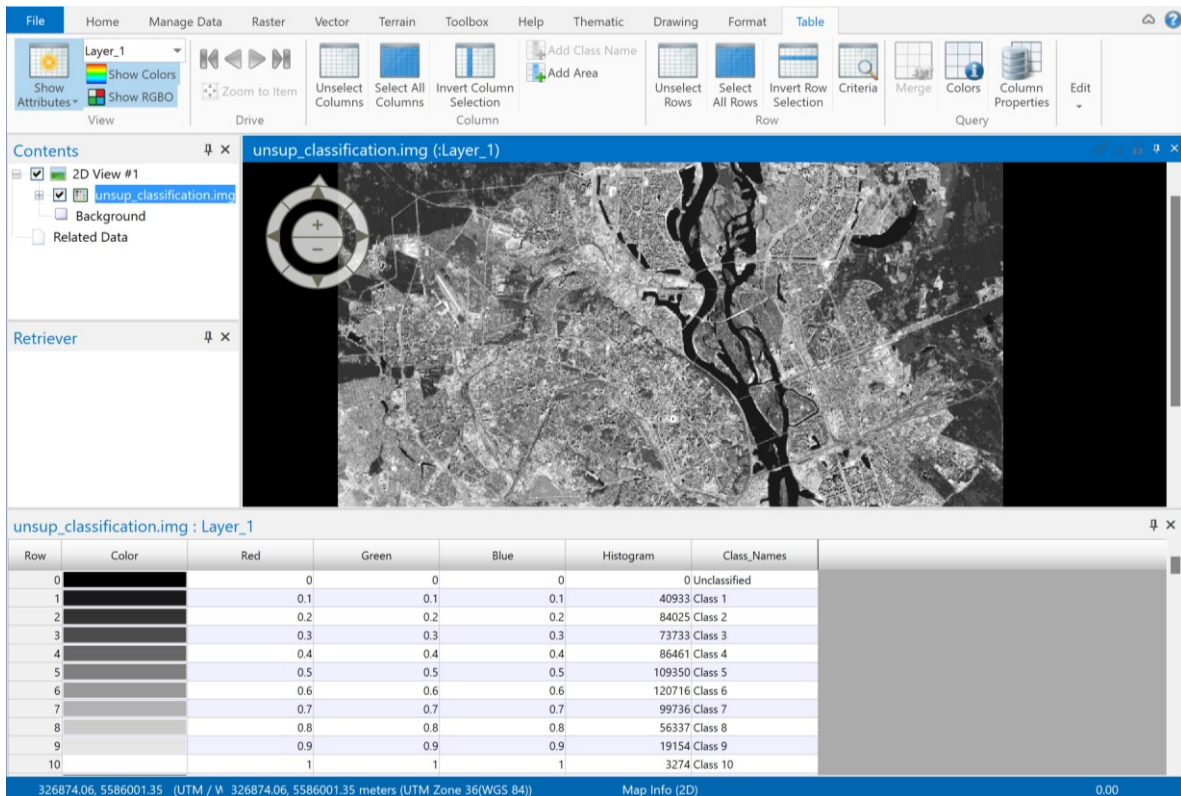 File Home Manage Data Raster Vector Terrain Toolbox Help Thematic Drawing Format Table
Layer_1
Show Colors
Show RGBO
Show
Attributes
View
Zoom to Item
Drive
Unselect
Columns
Select All
Columns
Invert Column
Selection
Add Class Name
Add Area
Column
Unselect
Rows
Select
All Rows
Invert Row
Selection
Criteria
Row
Merge
Colors
Column
Properties
Query
Edit
Contents
2D View #1
unsup_classification.img
Background
Related Data
Retriever
unsup_classification.img (:Layer_1)
unsup_classification.img : Layer_1
Row Color Red Green Blue Histogram Class_Names
0 0 0 0 0 Unclassified
1 0.1 0.1 0.1 40933 Class 1
2 0.2 0.2 0.2 84025 Class 2
3 0.3 0.3 0.3 73733 Class 3
4 0.4 0.4 0.4 86461 Class 4
5 0.5 0.5 0.5 109350 Class 5
6 0.6 0.6 0.6 120716 Class 6
7 0.7 0.7 0.7 99736 Class 7
8 0.8 0.8 0.8 56337 Class 8
9 0.9 0.9 0.9 19154 Class 9
10 1 1 1 3274 Class 10
326874.06, 5586001.35 (UTM / 326874.06, 5586001.35 meters (UTM Zone 36(WGS 84)) Map Info (2D) 0.00